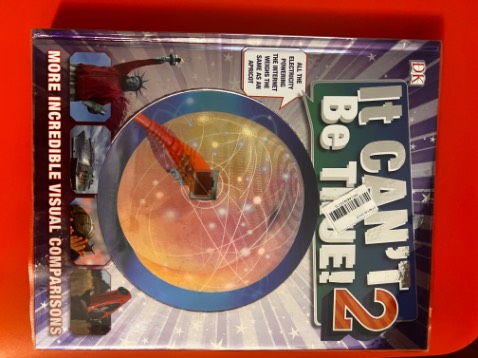 DK
It CAN'T
Be TRUE! 2
ALL THE
ELECTRICITY
POWERING
THE INTERNET
WEIGHS THE
SAME AS AN
APRICOT
MORE INCREDIBLE VISUAL COMPARISONS